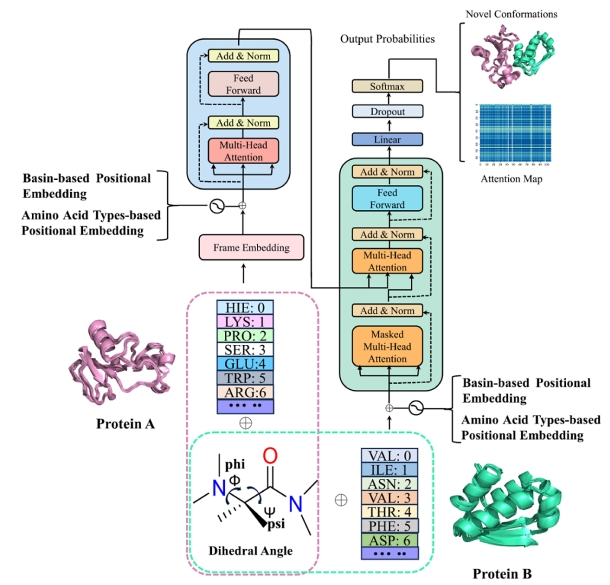 Novel Conformations
Output Probabilities
Add & Norm
Feed
Forward
Add & Norm
Multi-Head
Attention
Softmax
Dropout
Linear
Attention Map
Basin-based Positional
Embedding
Amino Acid Types-based
Positional Embedding
Frame Embedding
Add & Norm
Feed
Forward
Add & Norm
Multi-Head
Attention
Add & Norm
Masked
Multi-Head
Attention
Basin-based Positional
Embedding
Amino Acid Types-based
Positional Embedding
HIE: 0
LYS: 1
PRO: 2
SER: 3
GLU:4
TRP: 5
ARG:6
Protein A
phi
Φ
O
N
N
Ψ
psi
Dihedral Angle
VAL: 0
ILE: 1
ASN: 2
VAL: 3
THR: 4
PHE: 5
ASP: 6
Protein B